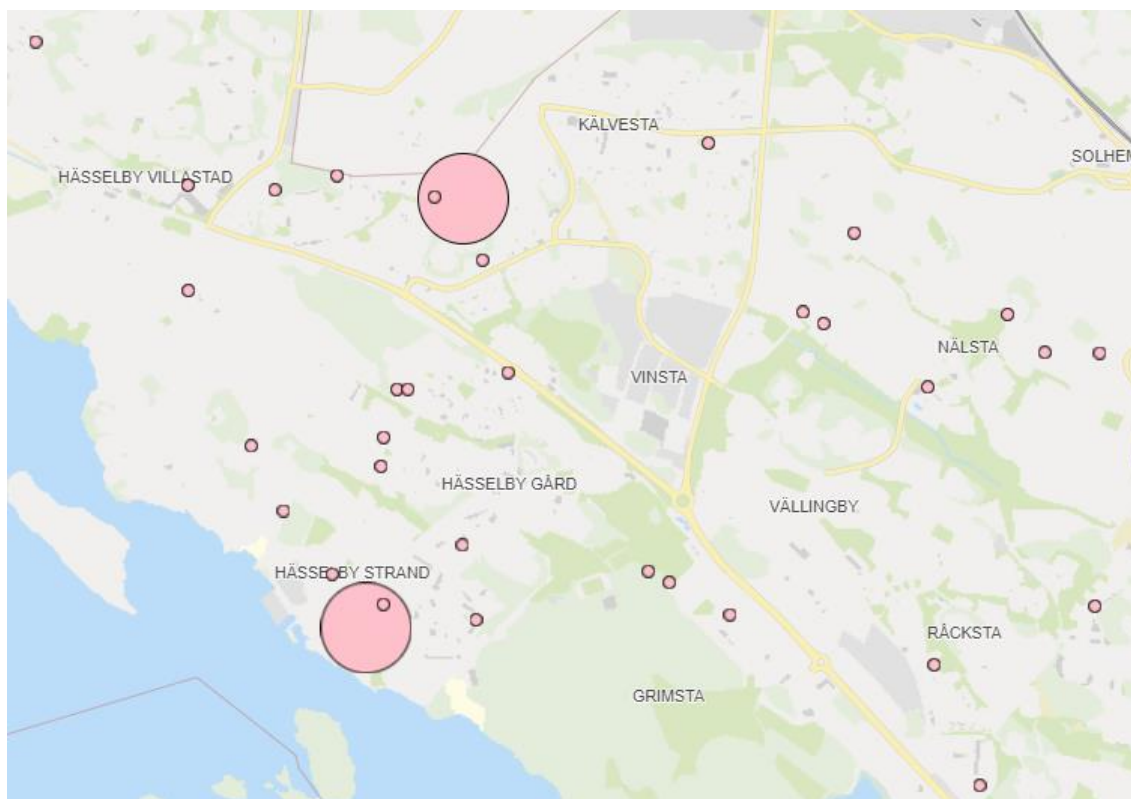 KÄLVESTA
SOLHEM
HÄSSELBY VILLASTAD
NÄLSTA
VINSTA
HÄSSELBY GÅRD
VÄLLINGBY
HÄSSELBY STRAND
RÅCKSTA
GRIMSTA